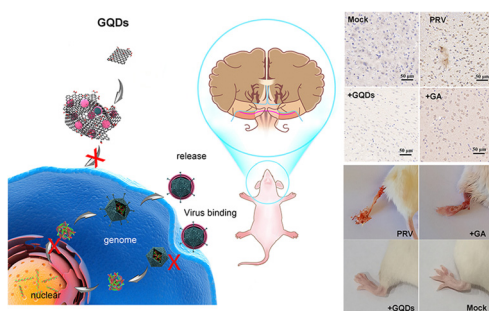 GQDs
release
Virus binding
genome
nuclear
Mock
PRV
50 μm
50 μm
+GQDs
+GA
50 μm
50 μm
PRV
+GA
+GQDs
Mock